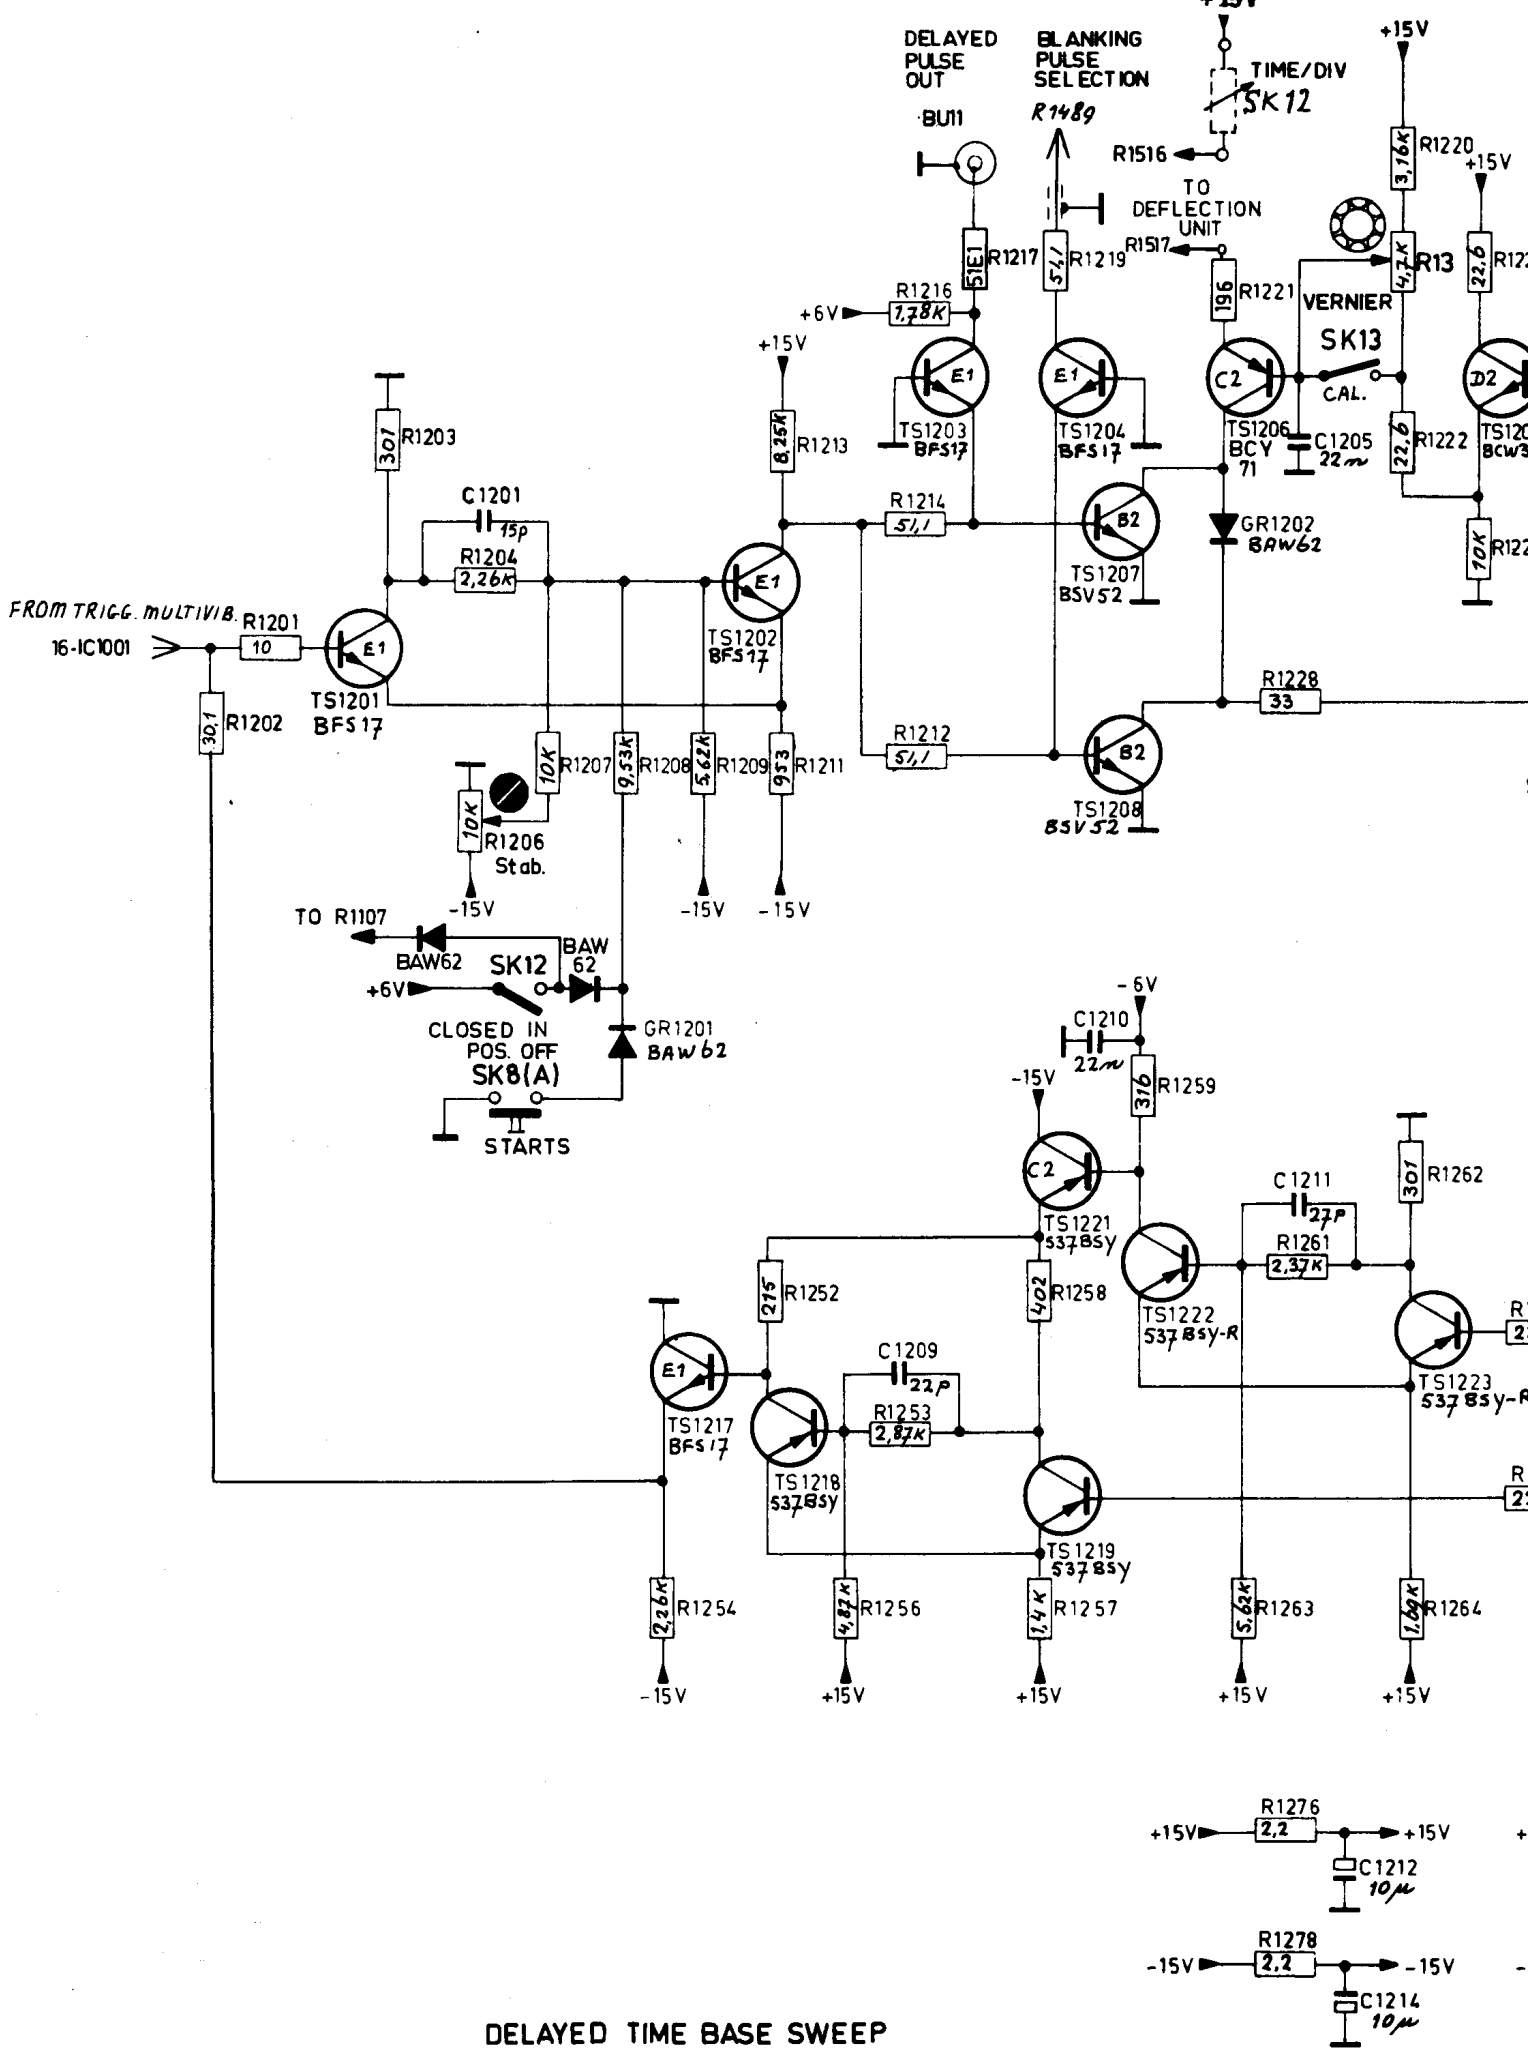 +15V
DELAYED
PULSE
OUT
BU11
BLANKING
PULSE
SELECTION
R1489
TIME/DIV
SK12
R1516
TO
DEFLECTION
UNIT
R1517
+15V
3,16K
R1220
+15V
51E1
R1217
51,1
R1219
196
R1221
4,7K
R13
22,6
R12
VERNIER
SK13
CAL.
R1216
1,78K
+6V
+15V
E1
TS1203
BFS17
E1
TS1204
BFS17
C2
TS1206
BCY
71
C1205
22n
22,6
R1222
D2
TS120
BCW3
301
R1203
8,25K
R1213
C1201
15p
R1204
2,26K
R1214
51,1
B2
TS1207
BSV52
GR1202
BAW62
10K
R122
E1
TS1202
BFS17
FROM TRIGG. MULTIVIB.
16-IC1001
R1201
10
E1
TS1201
BFS17
30,1
R1202
R1228
33
10K
R1207
9,53K
R1208
5,62K
R1209
953
R1211
R1212
51,1
B2
TS1208
BSV52
10K
R1206
Stab.
-15V
-15V
-15V
TO R1107
BAW62
SK12
BAW
62
+6V
CLOSED IN
POS. OFF
SK8(A)
STARTS
GR1201
BAW62
-6V
C1210
22n
316
R1259
-15V
C2
TS1221
537BSY
301
R1262
C1211
27p
R1261
2,37K
TS1222
537BSY-R
TS1223
537BSY-R
R1
2
215
R1252
402
R1258
E1
TS1217
BFS17
C1209
22p
R1253
2,87K
TS1218
537BSY
TS1219
537BSY
R
2
2,26K
R1254
4,87K
R1256
1,4K
R1257
5,62K
R1263
1,69K
R1264
-15V
+15V
+15V
+15V
+15V
R1276
+15V
2,2
+15V
+
C1212
10µ
R1278
-15V
2,2
-15V
-
C1214
10µ
DELAYED TIME BASE SWEEP